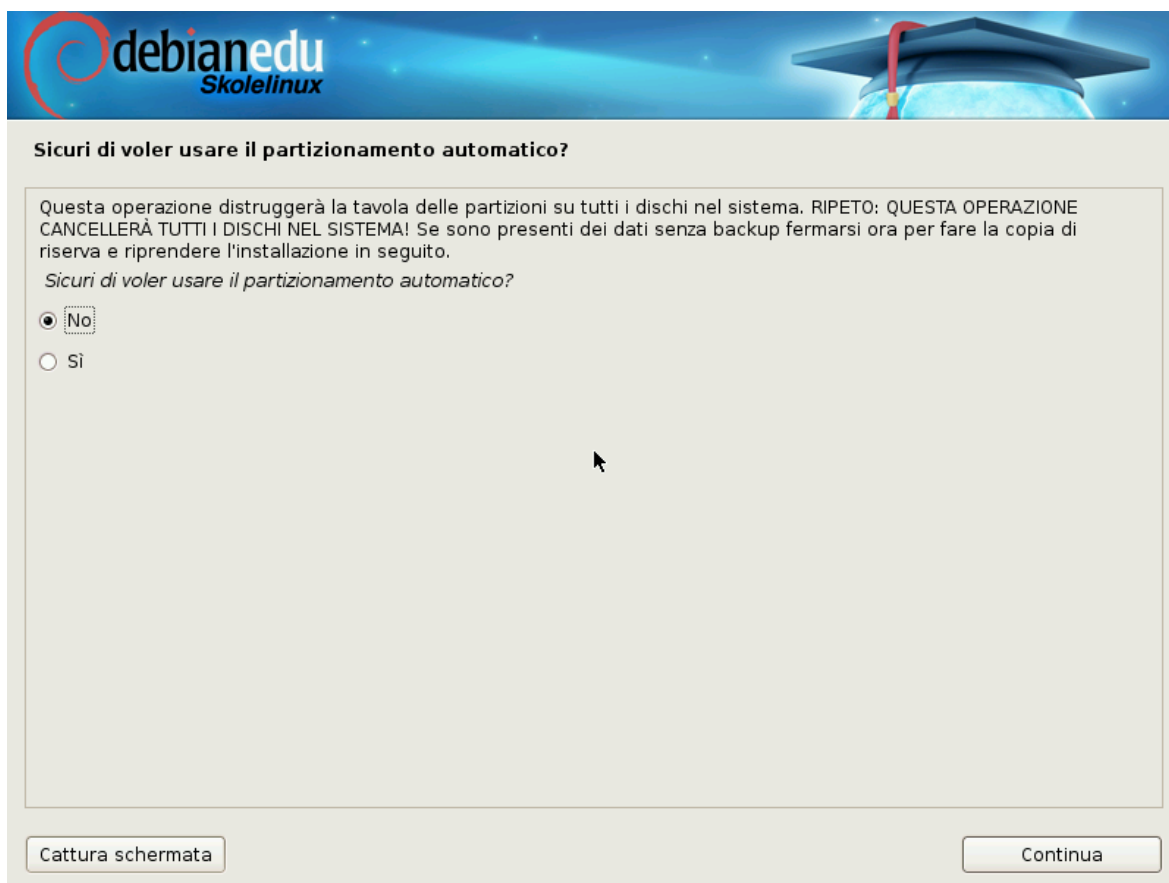 debianedu
Skolelinux
Sicuri di voler usare il partizionamento automatico?
Questa operazione distruggerà la tavola delle partizioni su tutti i dischi nel sistema. RIPETO: QUESTA OPERAZIONE
CANCELLERÀ TUTTI I DISCHI NEL SISTEMA! Se sono presenti dei dati senza backup fermarsi ora per fare la copia di
riserva e riprendere l'installazione in seguito.
Sicuri di voler usare il partizionamento automatico?
No
Sì
Cattura schermata
Continua